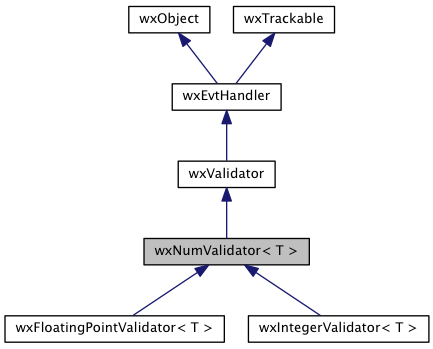 wxObject
wxTrackable
wxEvtHandler
wxValidator
wxNumValidator< T >
wxFloatingPointValidator< T >
wxIntegerValidator< T >